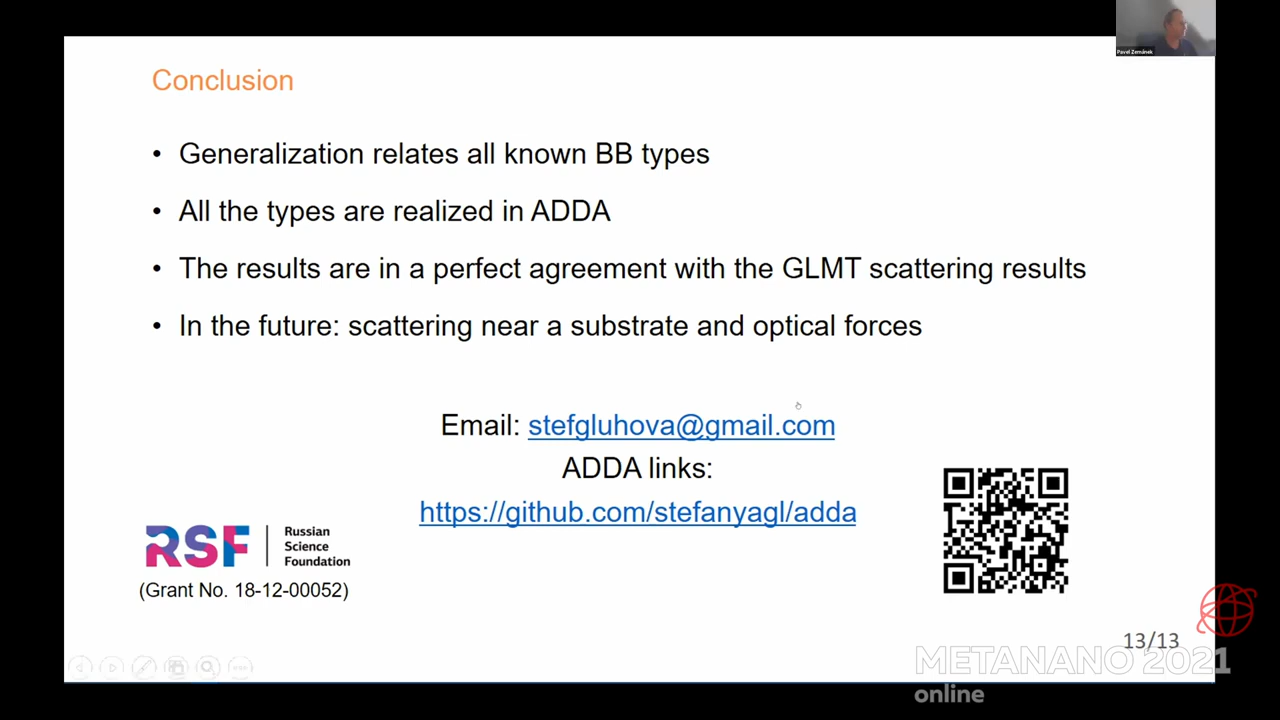 Pavel Zemánek
Conclusion
• Generalization relates all known BB types
• All the types are realized in ADDA
• The results are in a perfect agreement with the GLMT scattering results
• In the future: scattering near a substrate and optical forces
Email: stefgluhova@gmail.com
ADDA links:
https://github.com/stefanyagl/adda
RSF
Russian
Science
Foundation
(Grant No. 18-12-00052)
13/13
METANANO 2021
online